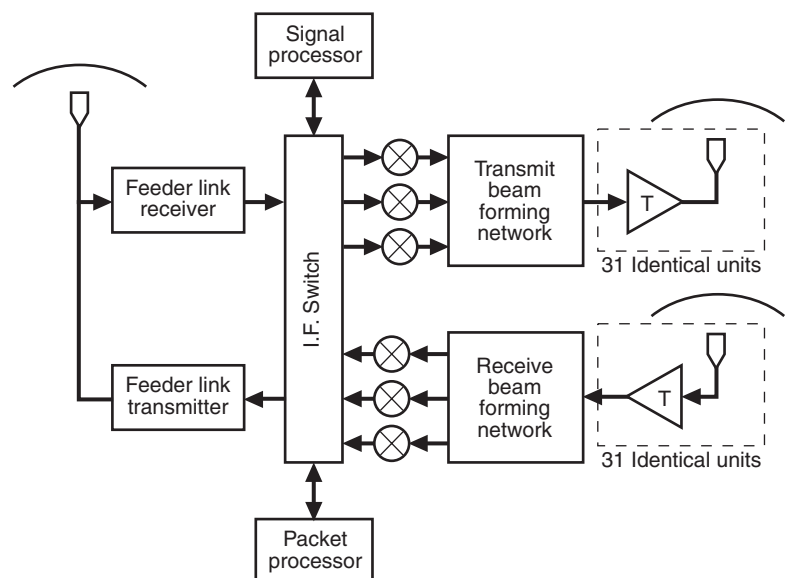 Signal
processor
Feeder link
receiver
I.F. Switch
Transmit
beam
forming
network
T
31 Identical units
Feeder link
transmitter
Receive
beam
forming
network
T
31 Identical units
Packet
processor